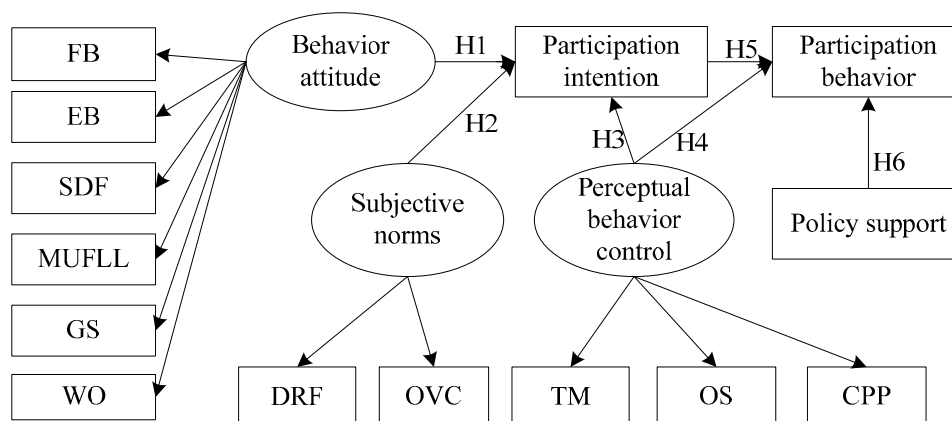 FB
EB
SDF
MUFLL
GS
WO
Behavior
attitude
H1
Participation
intention
H5
Participation
behavior
H2
H3
H4
H6
Subjective
norms
Perceptual
behavior
control
Policy support
DRF
OVC
TM
OS
CPP